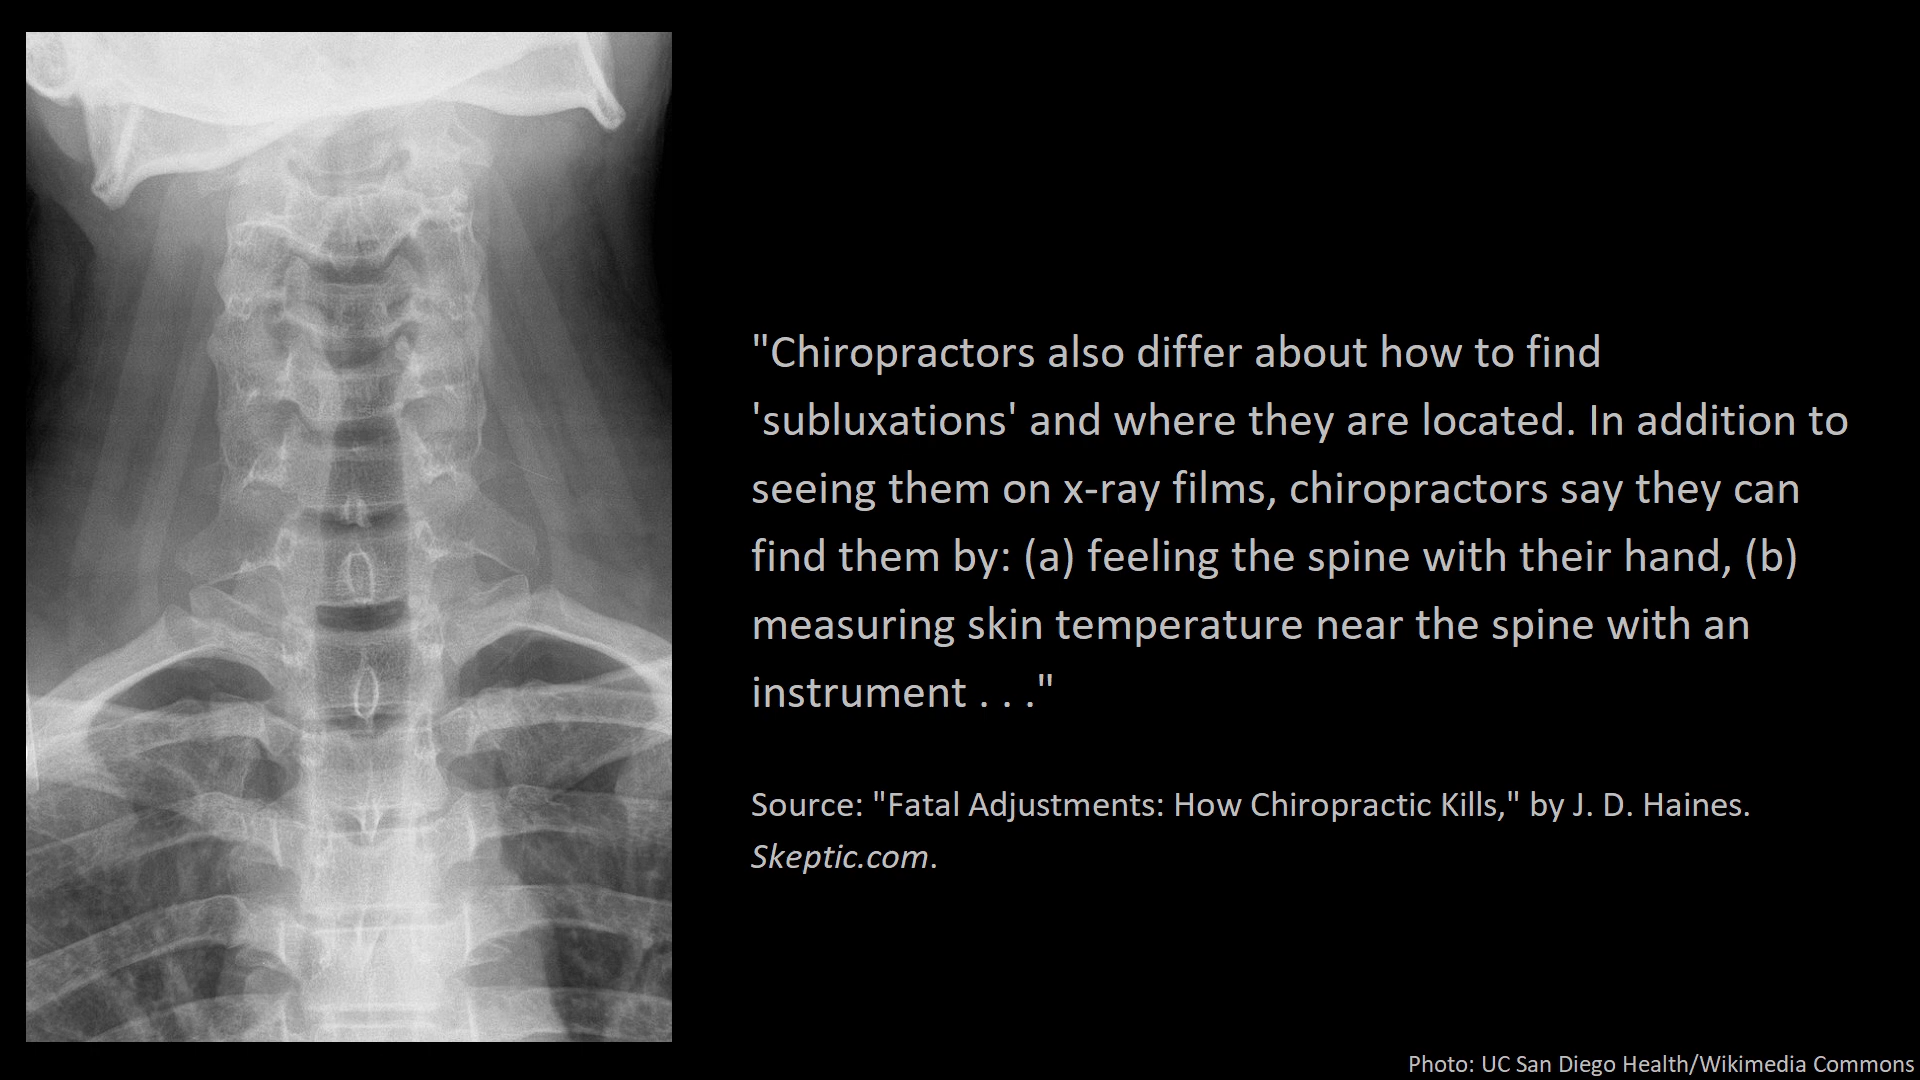 "Chiropractors also differ about how to find
'subluxations' and where they are located. In addition to
seeing them on x-ray films, chiropractors say they can
find them by: (a) feeling the spine with their hand, (b)
measuring skin temperature near the spine with an
instrument . . ."
Source: "Fatal Adjustments: How Chiropractic Kills," by J. D. Haines.
Skeptic.com.
Photo: UC San Diego Health/Wikimedia Commons